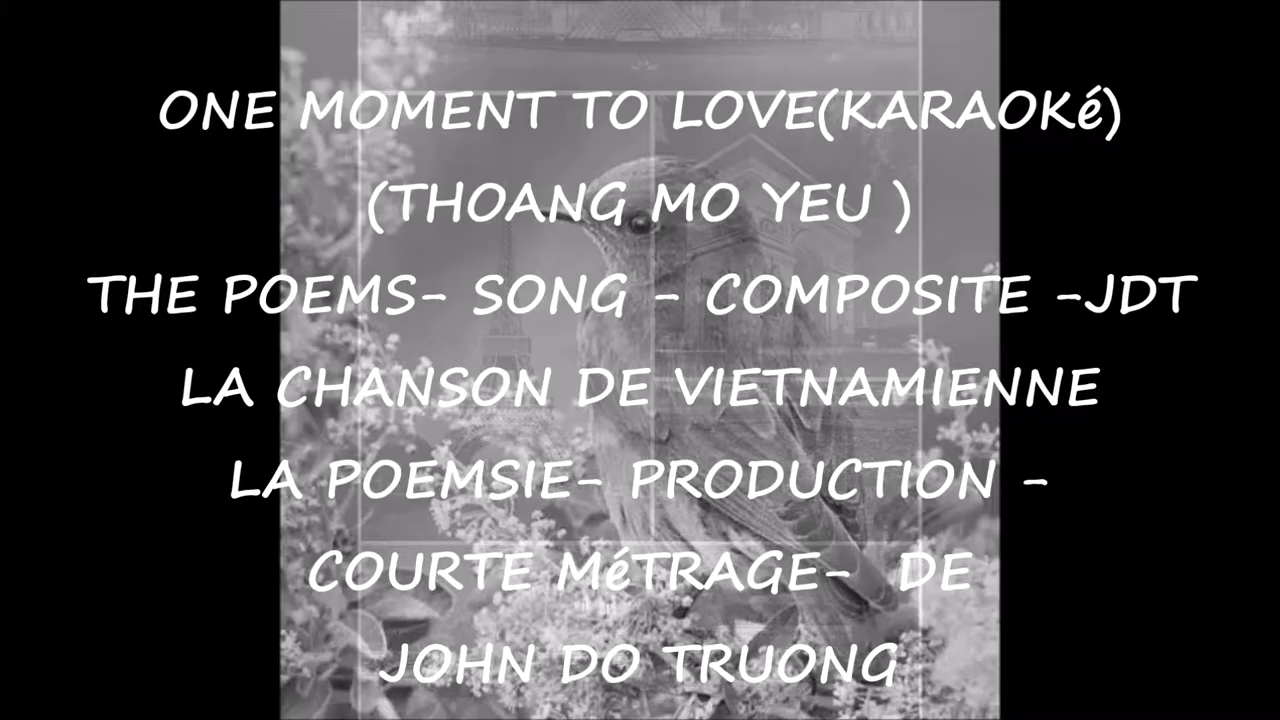 ONE MOMENT TO LOVE(KARAOKé)
(THOANG MO YEU )
THE POEMS- SONG - COMPOSITE -JDT
LA CHANSON DE VIETNAMIENNE
LA POEMSIE- PRODUCTION -
COURTE MéTRAGE- DE
JOHN DO TRUONG